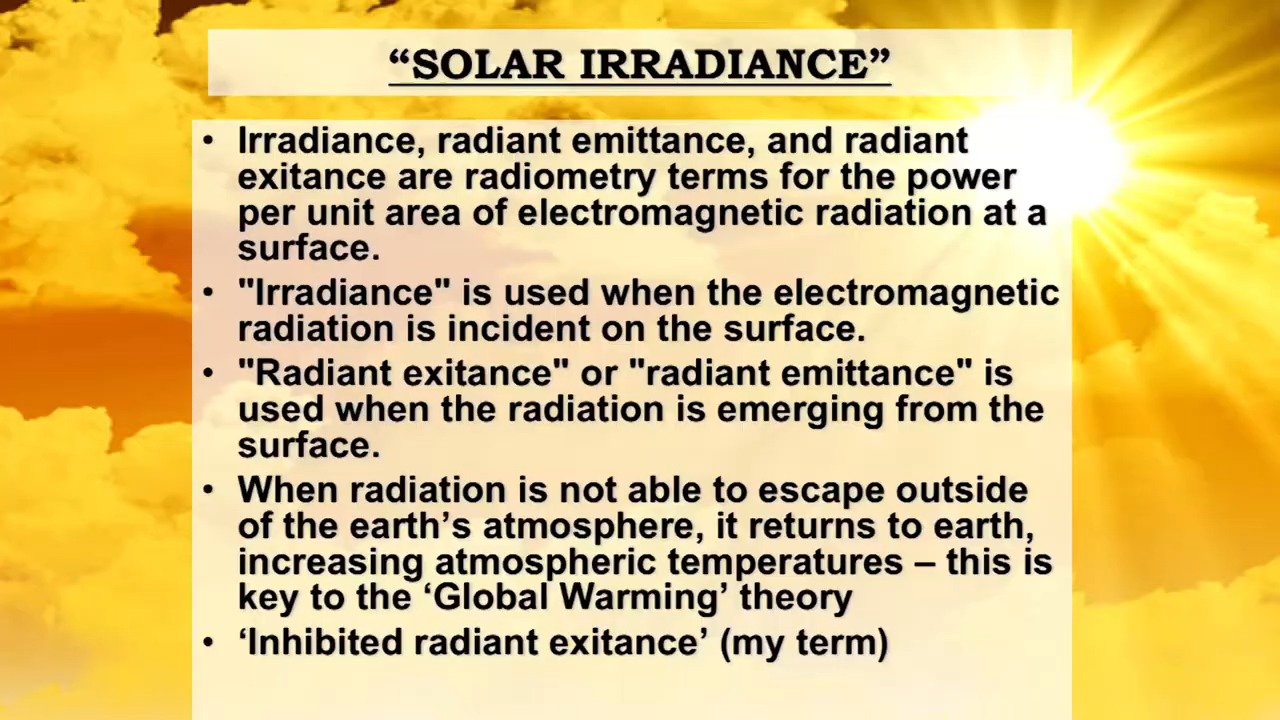 “SOLAR IRRADIANCE”
• Irradiance, radiant emittance, and radiant
exitance are radiometry terms for the power
per unit area of electromagnetic radiation at a
surface.
• "Irradiance" is used when the electromagnetic
radiation is incident on the surface.
• "Radiant exitance" or "radiant emittance" is
used when the radiation is emerging from the
surface.
• When radiation is not able to escape outside
of the earth’s atmosphere, it returns to earth,
increasing atmospheric temperatures – this is
key to the ‘Global Warming’ theory
• ‘Inhibited radiant exitance’ (my term)